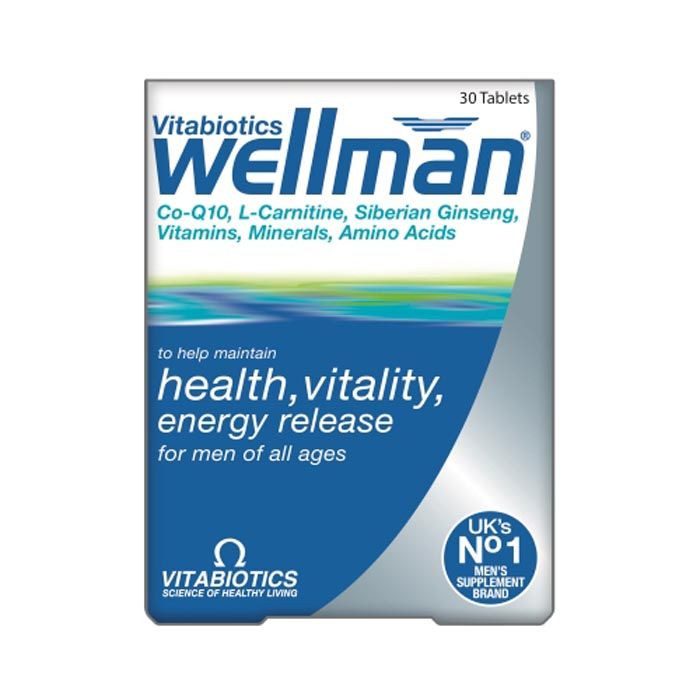 30 Tablets
Vitabiotics
wellman®
Co-Q10, L-Carnitine, Siberian Ginseng,
Vitamins, Minerals, Amino Acids
to help maintain
health, vitality,
energy release
for men of all ages
VITABIOTICS
SCIENCE OF HEALTHY LIVING
UK's
No1
MEN'S
SUPPLEMENT
BRAND